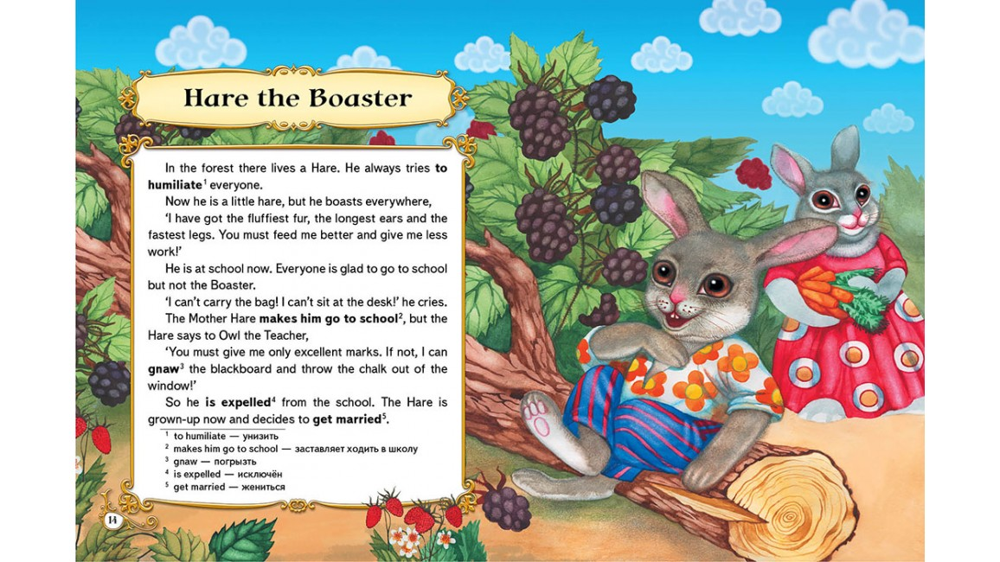 Hare the Boaster
In the forest there lives a Hare. He always tries to
humiliate¹ everyone.
Now he is a little hare, but he boasts everywhere,
‘I have got the fluffiest fur, the longest ears and the
fastest legs. You must feed me better and give me less
work!’
He is at school now. Everyone is glad to go to school
but not the Boaster.
‘I can’t carry the bag! I can’t sit at the desk!’ he cries.
The Mother Hare makes him go to school², but the
Hare says to Owl the Teacher,
‘You must give me only excellent marks. If not, I can
gnaw³ the blackboard and throw the chalk out of the
window!’
So he is expelled⁴ from the school. The Hare is
grown-up now and decides to get married⁵.
¹ to humiliate — унизить
² makes him go to school — заставляет ходить в школу
³ gnaw — погрызть
⁴ is expelled — исключён
⁵ get married — жениться
14